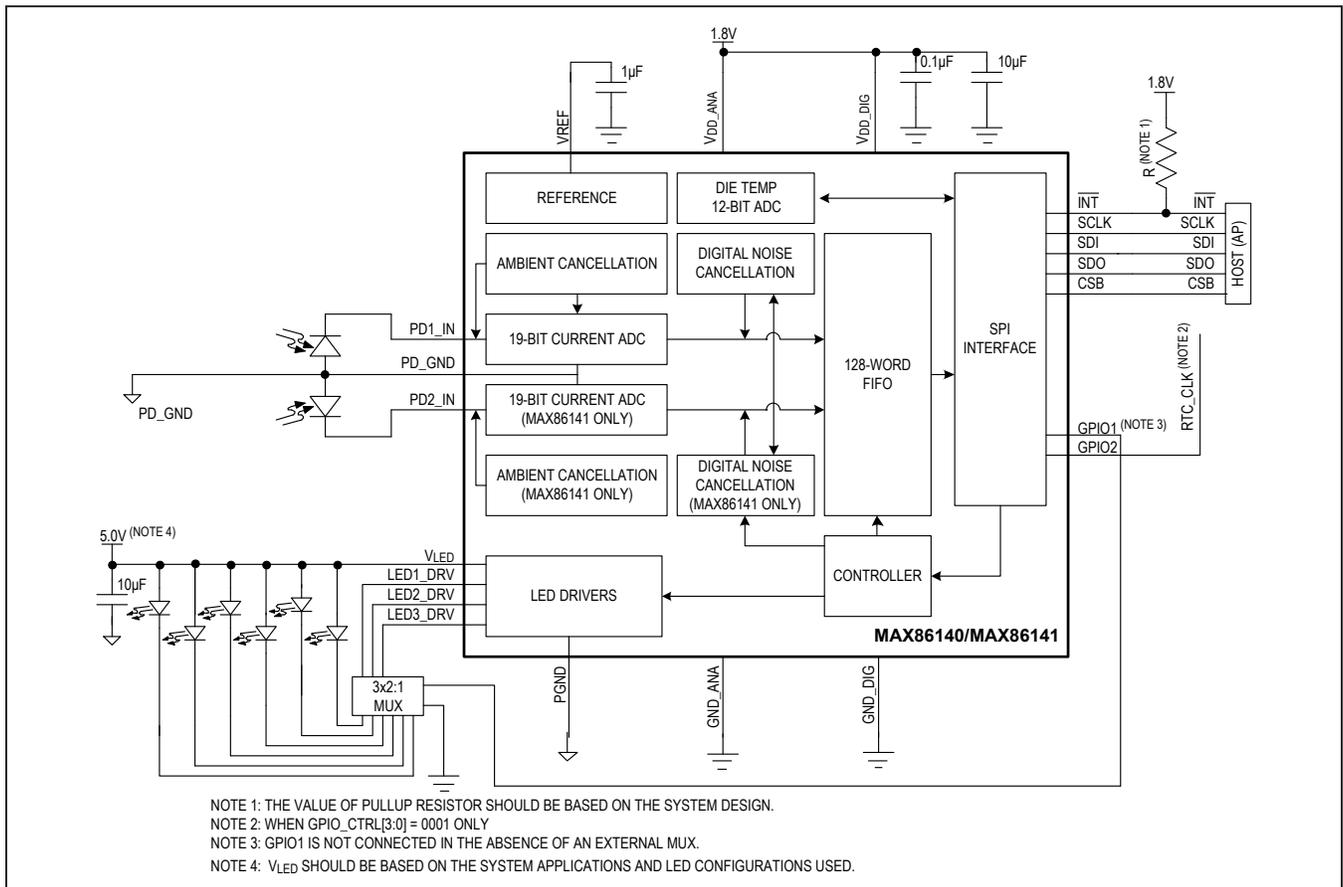 1.8V
1µF
0.1µF
10µF
1.8V
VREF
VDD_ANA
VDD_DIG
R (NOTE 1)
REFERENCE
DIE TEMP
12-BIT ADC
INT
INT
SCLK
SCLK
SDI
SDI
SDO
SDO
CSB
CSB
HOST (AP)
AMBIENT CANCELLATION
DIGITAL NOISE
CANCELLATION
PD1_IN
19-BIT CURRENT ADC
SPI
INTERFACE
PD_GND
128-WORD
FIFO
PD_GND
PD2_IN
19-BIT CURRENT ADC
(MAX86141 ONLY)
RTC_CLK (NOTE 2)
GPIO1 (NOTE 3)
GPIO2
AMBIENT CANCELLATION
(MAX86141 ONLY)
DIGITAL NOISE
CANCELLATION
(MAX86141 ONLY)
5.0V (NOTE 4)
10µF
VLED
LED1_DRV
LED2_DRV
LED3_DRV
LED DRIVERS
CONTROLLER
MAX86140/MAX86141
3x2:1
MUX
PGND
GND_ANA
GND_DIG
NOTE 1: THE VALUE OF PULLUP RESISTOR SHOULD BE BASED ON THE SYSTEM DESIGN.
NOTE 2: WHEN GPIO_CTRL[3:0] = 0001 ONLY
NOTE 3: GPIO1 IS NOT CONNECTED IN THE ABSENCE OF AN EXTERNAL MUX.
NOTE 4: VLED SHOULD BE BASED ON THE SYSTEM APPLICATIONS AND LED CONFIGURATIONS USED.